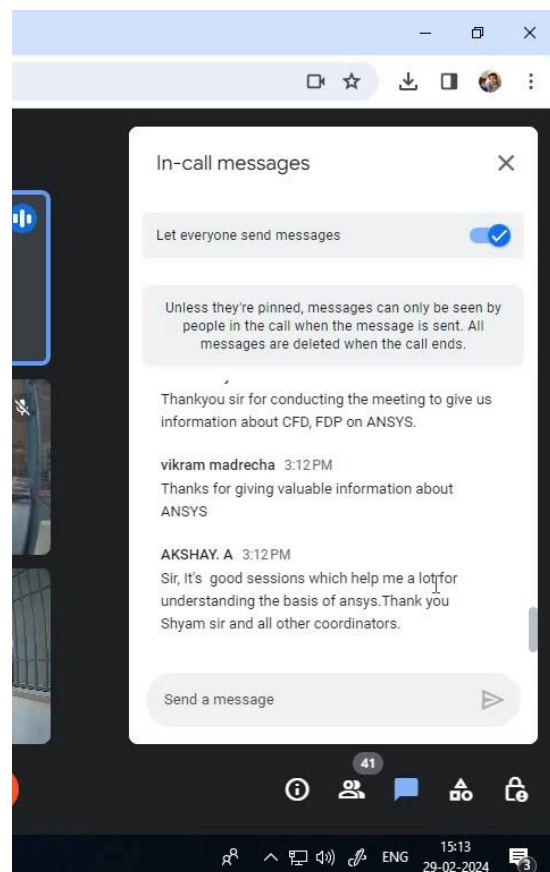 In-call messages
Let everyone send messages
Unless they're pinned, messages can only be seen by
people in the call when the message is sent. All
messages are deleted when the call ends.
Thankyou sir for conducting the meeting to give us
information about CFD, FDP on ANSYS.
vikram madrecha 3:12 PM
Thanks for giving valuable information about
ANSYS
AKSHAY. A 3:12 PM
Sir, It's good sessions which help me a lot for
understanding the basis of ansys.Thank you
Shyam sir and all other coordinators.
Send a message
41
ENG
15:13
29-02-2024
3